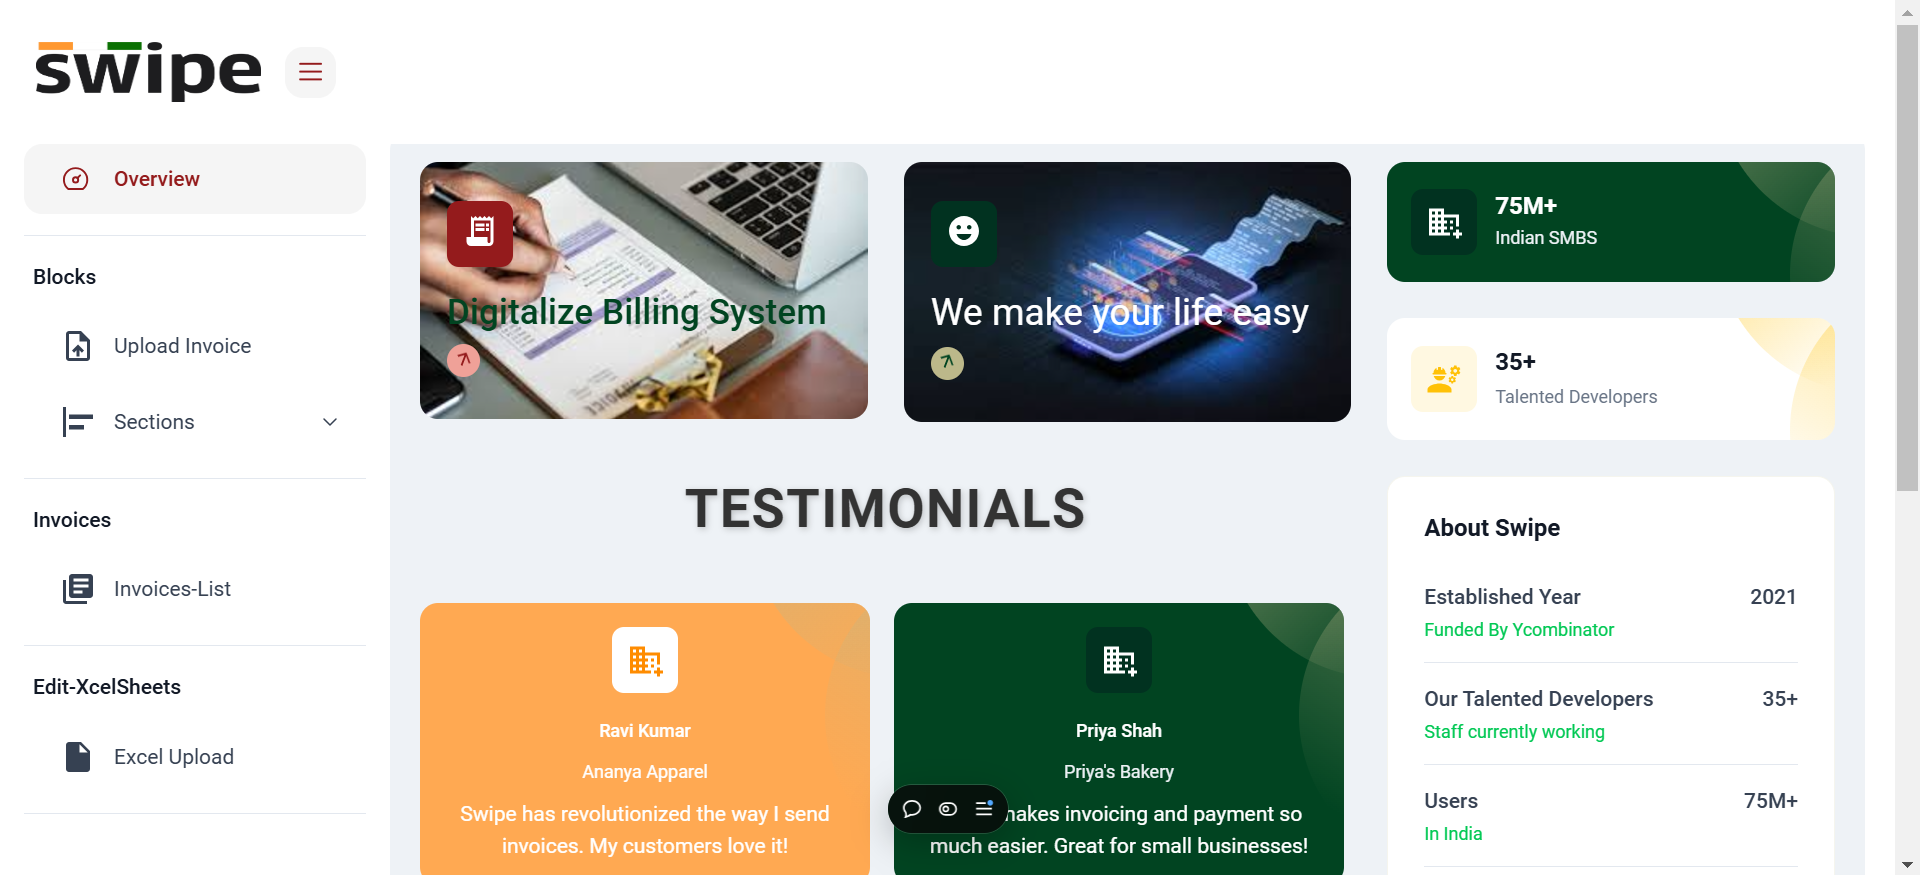 swipe
Overview
Blocks
Upload Invoice
Sections
Invoices
Invoices-List
Edit-XcelSheets
Excel Upload
Digitalize Billing System
We make your life easy
75M+
Indian SMBS
35+
Talented Developers
TESTIMONIALS
Ravi Kumar
Ananya Apparel
Swipe has revolutionized the way I send
invoices. My customers love it!
Priya Shah
Priya's Bakery
makes invoicing and payment so
much easier. Great for small businesses!
About Swipe
Established Year 2021
Funded By Ycombinator
Our Talented Developers 35+
Staff currently working
Users 75M+
In India